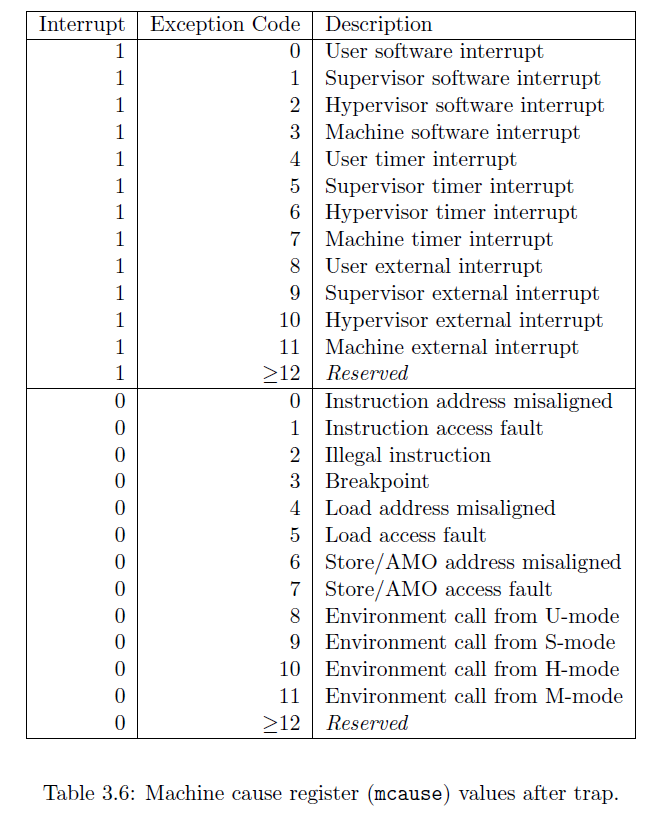 Interrupt Exception Code Description
1 0 User software interrupt
1 1 Supervisor software interrupt
1 2 Hypervisor software interrupt
1 3 Machine software interrupt
1 4 User timer interrupt
1 5 Supervisor timer interrupt
1 6 Hypervisor timer interrupt
1 7 Machine timer interrupt
1 8 User external interrupt
1 9 Supervisor external interrupt
1 10 Hypervisor external interrupt
1 11 Machine external interrupt
1 ≥12 Reserved
0 0 Instruction address misaligned
0 1 Instruction access fault
0 2 Illegal instruction
0 3 Breakpoint
0 4 Load address misaligned
0 5 Load access fault
0 6 Store/AMO address misaligned
0 7 Store/AMO access fault
0 8 Environment call from U-mode
0 9 Environment call from S-mode
0 10 Environment call from H-mode
0 11 Environment call from M-mode
0 ≥12 Reserved
Table 3.6: Machine cause register (mcause) values after trap.